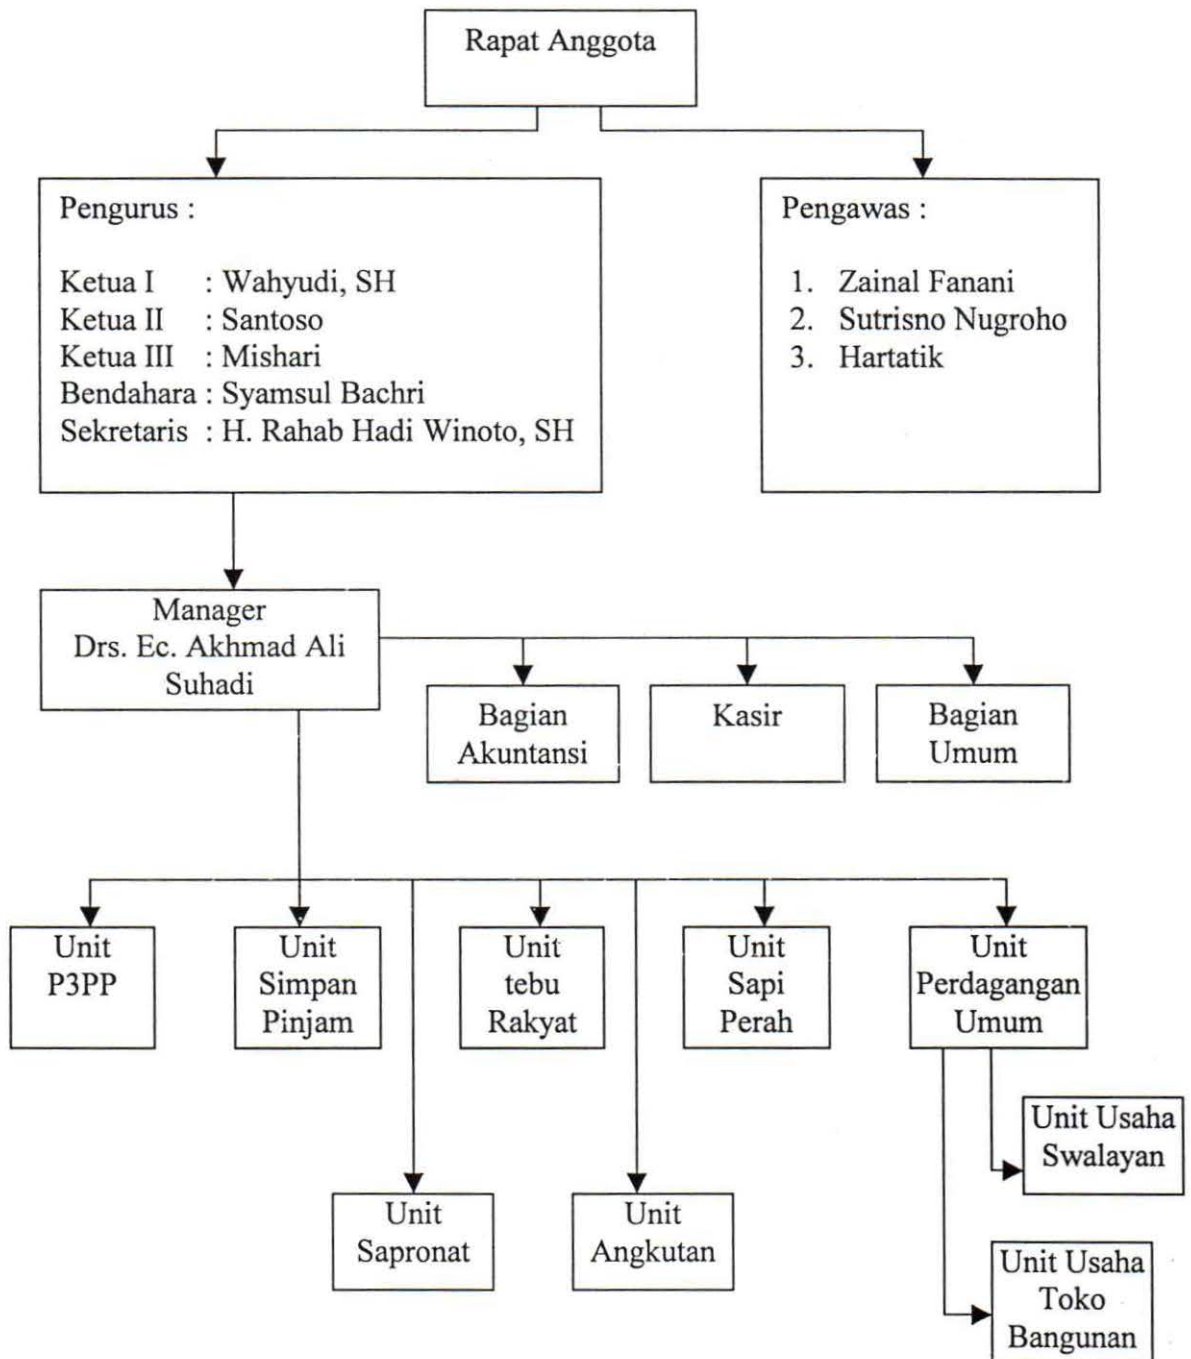 Rapat Anggota
Pengurus :
Ketua I : Wahyudi, SH
Ketua II : Santoso
Ketua III : Mishari
Bendahara : Syamsul Bachri
Sekretaris : H. Rahab Hadi Winoto, SH
Pengawas :
1. Zainal Fanani
2. Sutrisno Nugroho
3. Hartatik
Manager
Drs. Ec. Akhmad Ali
Suhadi
Bagian
Akuntansi
Kasir
Bagian
Umum
Unit
P3PP
Unit
Simpan
Pinjam
Unit
tebu
Rakyat
Unit
Sapi
Perah
Unit
Perdagangan
Umum
Unit
Sapronat
Unit
Angkutan
Unit Usaha
Swalayan
Unit Usaha
Toko
Bangunan